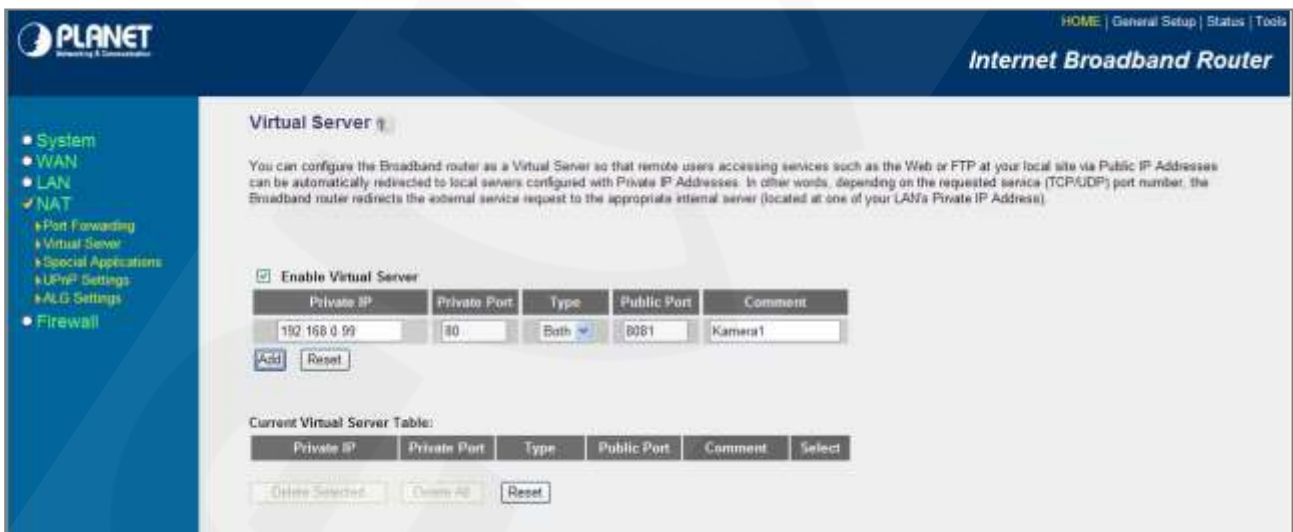 PLANET
Networking & Communication
HOME | General Setup | Status | Tools
Internet Broadband Router
System
WAN
LAN
NAT
Port Forwarding
Virtual Server
Special Applications
UPnP Settings
ALG Settings
Firewall
Virtual Server
You can configure the Broadband router as a Virtual Server so that remote users accessing services such as the Web or FTP at your local site via Public IP Addresses
can be automatically redirected to local servers configured with Private IP Addresses. In other words, depending on the requested service (TCP/UDP) port number, the
Broadband router redirects the external service request to the appropriate internal server (located at one of your LAN's Private IP Address).
Enable Virtual Server
Private IP Private Port Type Public Port Comment
192.168.0.99 80 Both 8081 Kamera1
Add Reset
Current Virtual Server Table:
Private IP Private Port Type Public Port Comment Select
Delete Selected Delete All Reset